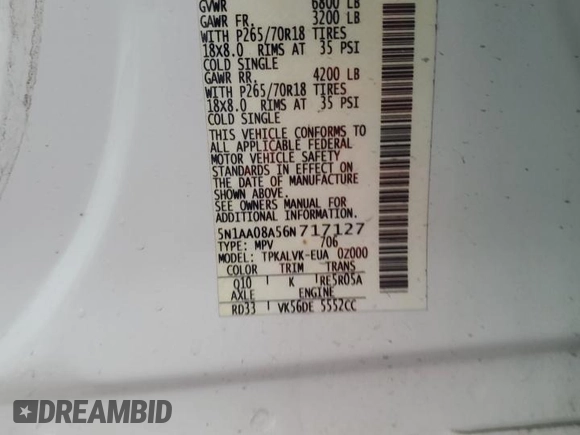 GVWR 6800 LB
GAWR FR. 3200 LB
WITH P265/70R18 TIRES
18X8.0 RIMS AT 35 PSI
COLD SINGLE
GAWR RR. 4200 LB
WITH P265/70R18 TIRES
18X8.0 RIMS AT 35 PSI
COLD SINGLE
THIS VEHICLE CONFORMS TO
ALL APPLICABLE FEDERAL
MOTOR VEHICLE SAFETY
STANDARDS IN EFFECT ON
THE DATE OF MANUFACTURE
SHOWN ABOVE.
SEE OWNERS MANUAL FOR
ADDITIONAL INFORMATION.
5N1AA08A56N717127
TYPE: MPV 706
MODEL: TPKALVK-EUA 0Z000
COLOR TRIM TRANS
Q10 K RE5R05A
AXLE ENGINE
RD33 VK56DE 5552CC
DREAMBID